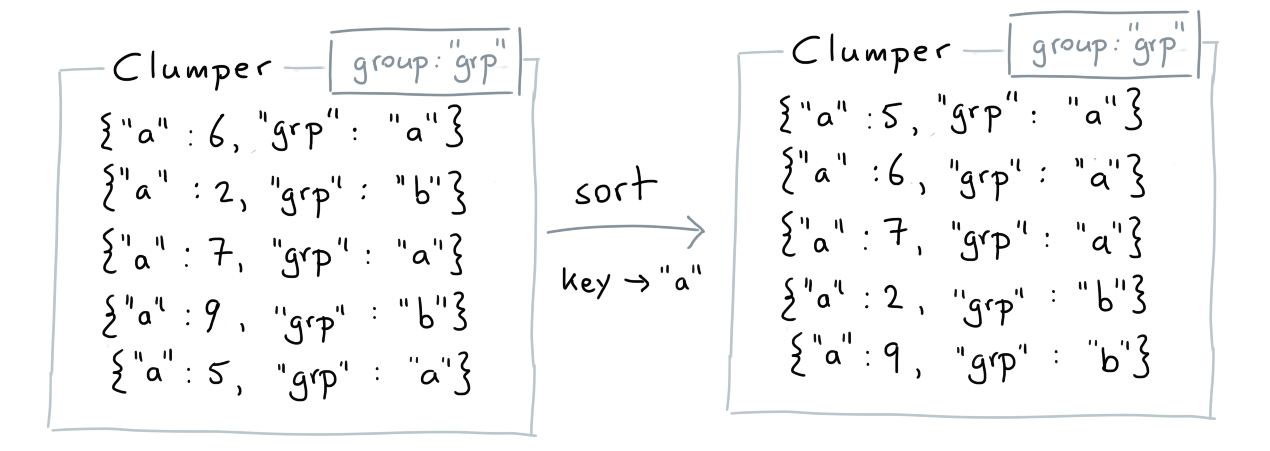 Clumper group: "grp"
{"a" : 6, "grp" : "a"}
{"a" : 2, "grp" : "b"}
{"a" : 7, "grp" : "a"}
{"a" : 9, "grp" : "b"}
{"a" : 5, "grp" : "a"}
sort
key → "a"
Clumper group: "grp"
{"a" : 5, "grp" : "a"}
{"a" : 6, "grp" : "a"}
{"a" : 7, "grp" : "a"}
{"a" : 2, "grp" : "b"}
{"a" : 9, "grp" : "b"}